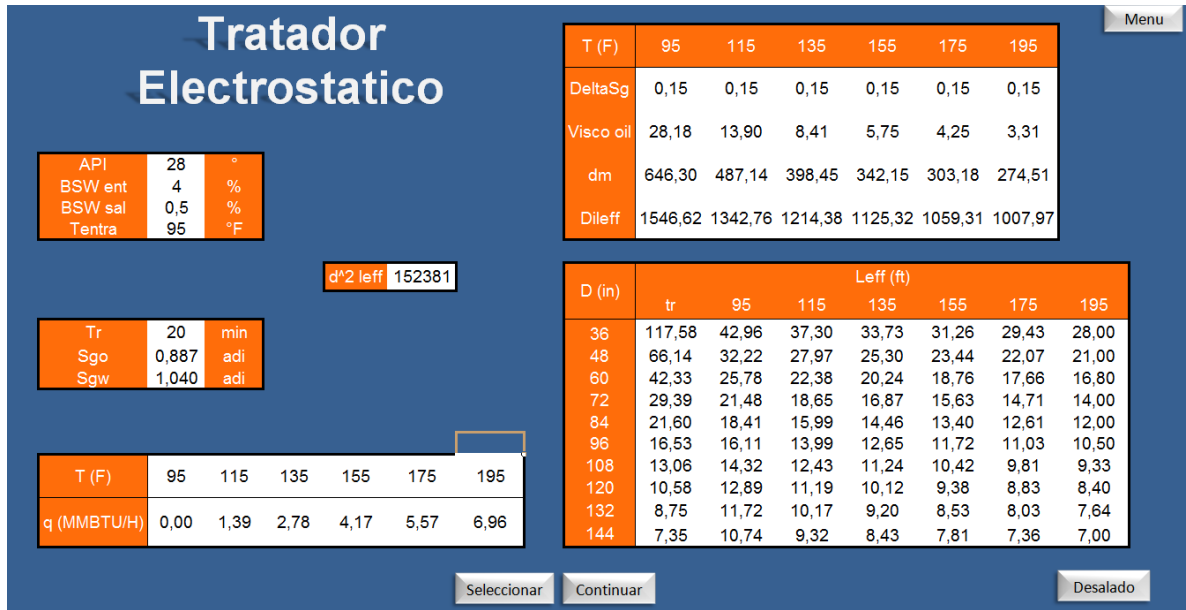 Tratador
Electrostatico
Menu
API 28 °
BSW ent 4 %
BSW sal 0,5 %
Tentra 95 °F
d^2 leff 152381
Tr 20 min
Sgo 0,887 adi
Sgw 1,040 adi
T (F) 95 115 135 155 175 195
q (MMBTU/H) 0,00 1,39 2,78 4,17 5,57 6,96
T (F) 95 115 135 155 175 195
DeltaSg 0,15 0,15 0,15 0,15 0,15 0,15
Visco oil 28,18 13,90 8,41 5,75 4,25 3,31
dm 646,30 487,14 398,45 342,15 303,18 274,51
Dileff 1546,62 1342,76 1214,38 1125,32 1059,31 1007,97
D (in) Leff (ft)
tr 95 115 135 155 175 195
36 117,58 42,96 37,30 33,73 31,26 29,43 28,00
48 66,14 32,22 27,97 25,30 23,44 22,07 21,00
60 42,33 25,78 22,38 20,24 18,76 17,66 16,80
72 29,39 21,48 18,65 16,87 15,63 14,71 14,00
84 21,60 18,41 15,99 14,46 13,40 12,61 12,00
96 16,53 16,11 13,99 12,65 11,72 11,03 10,50
108 13,06 14,32 12,43 11,24 10,42 9,81 9,33
120 10,58 12,89 11,19 10,12 9,38 8,83 8,40
132 8,75 11,72 10,17 9,20 8,53 8,03 7,64
144 7,35 10,74 9,32 8,43 7,81 7,36 7,00
Seleccionar Continuar Desalado